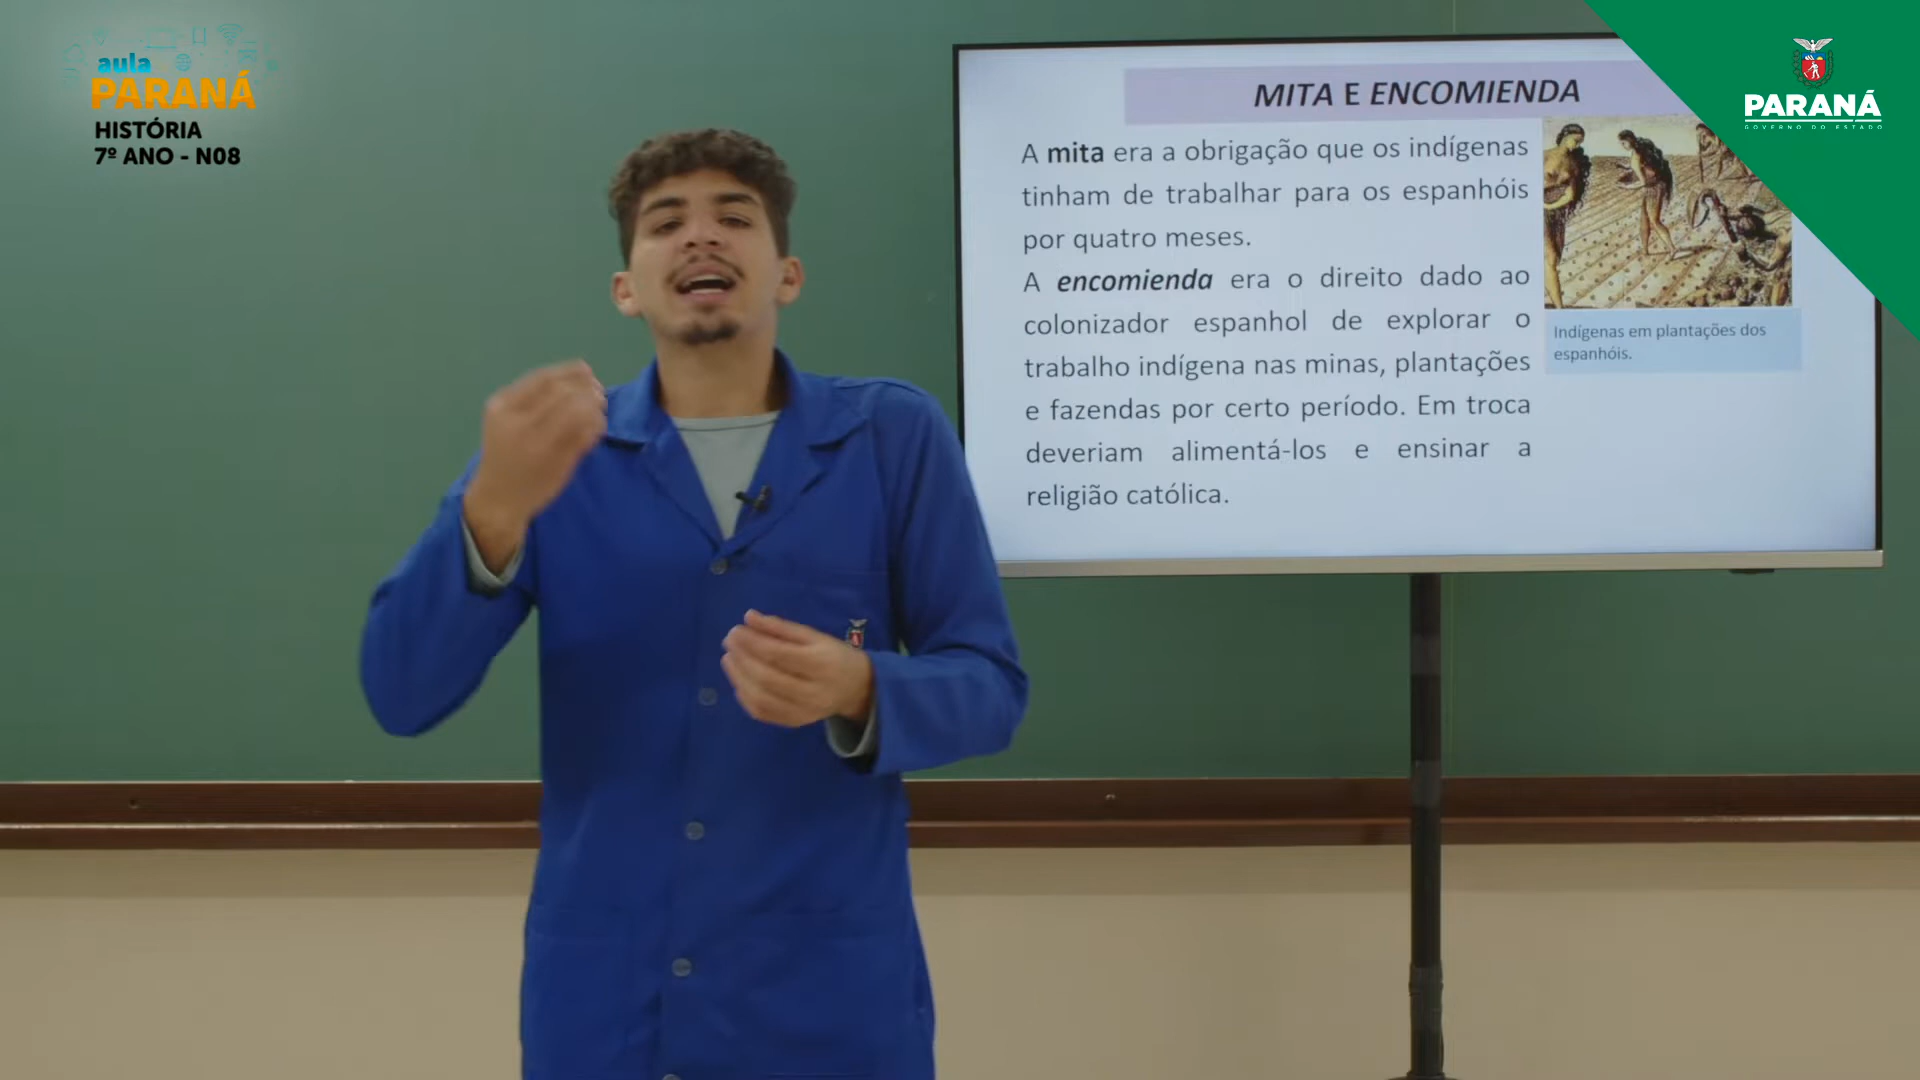 aula
PARANÁ
HISTÓRIA
7º ANO - N08
MITA E ENCOMIENDA
A mita era a obrigação que os indígenas
tinham de trabalhar para os espanhóis
por quatro meses.
A encomienda era o direito dado ao
colonizador espanhol de explorar o
trabalho indígena nas minas, plantações
e fazendas por certo período. Em troca
deveriam alimentá-los e ensinar a
religião católica.
Indígenas em plantações dos
espanhóis.
PARANÁ
GOVERNO DO ESTADO